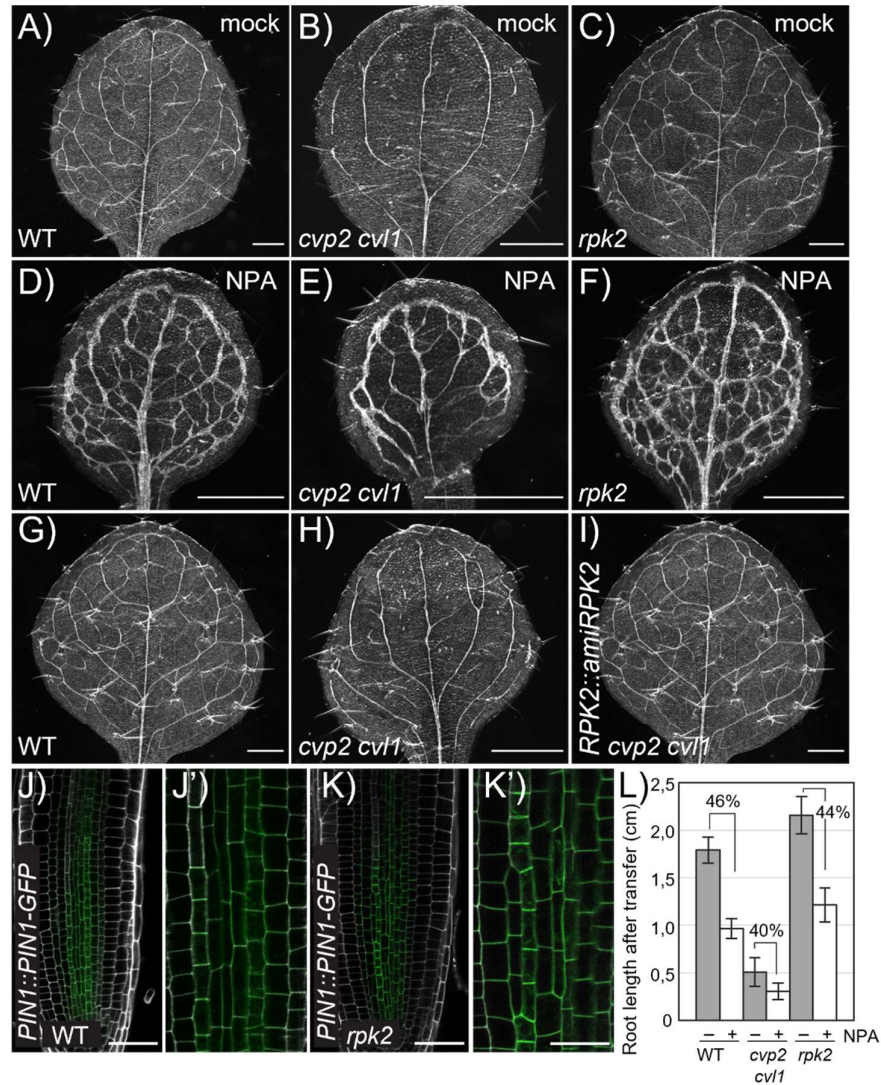 A) mock
WT
B) mock
cvp2 cvl1
C) mock
rpk2
D) NPA
WT
E) NPA
cvp2 cvl1
F) NPA
rpk2
G)
WT
H)
cvp2 cvl1
I)
RPK2::amiRPK2
cvp2 cvl1
J)
PIN1::PIN1-GFP
WT
J')
K)
PIN1::PIN1-GFP
rpk2
K')
L)
Root length after transfer (cm)
2,5
2,0
1,5
1,0
0,5
0
46%
40%
44%
– + – + – + NPA
WT cvp2 rpk2
cvl1